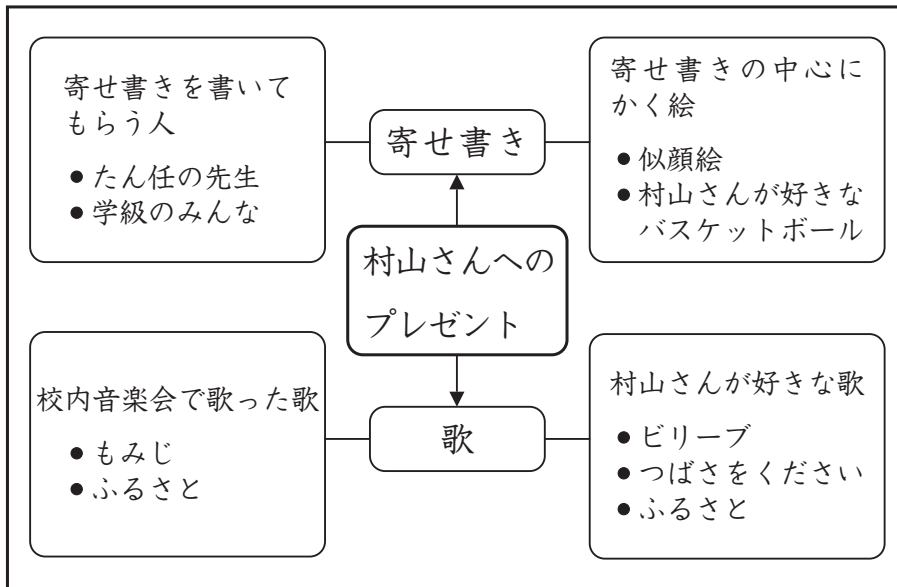 寄せ書きを書いて
もらう人
●たん任の先生
●学級のみんな
寄せ書き
寄せ書きの中心に
かく絵
●似顔絵
●村山さんが好きな
バスケットボール
村山さんへの
プレゼント
校内音楽会で歌った歌
●もみじ
●ふるさと
歌
村山さんが好きな歌
●ビリーブ
●つばさをください
●ふるさと